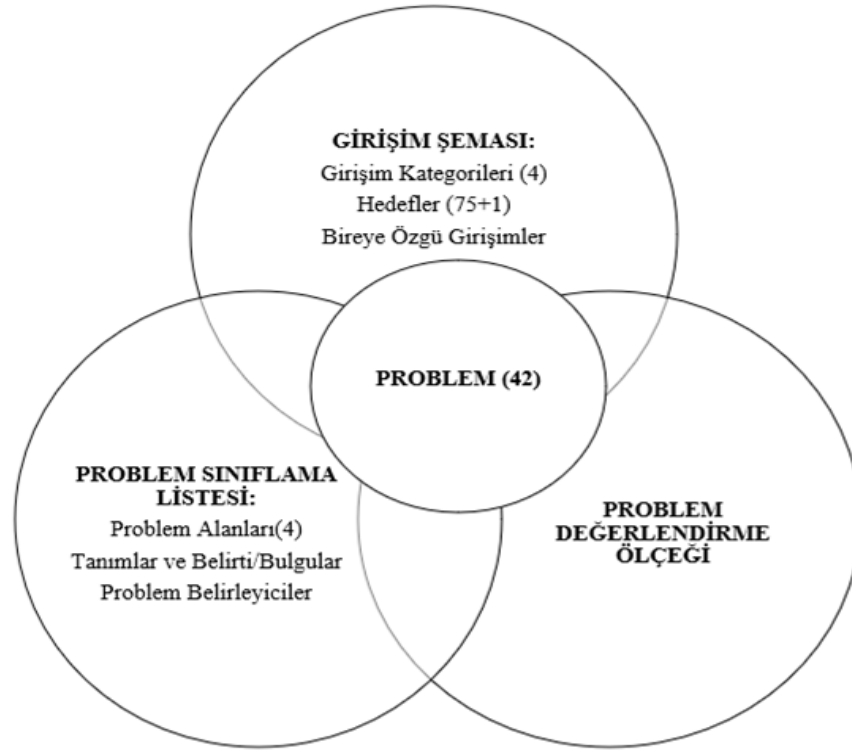 GİRİŞİM ŞEMASI:
Girişim Kategorileri (4)
Hedefler (75+1)
Bireye Özgü Girişimler
PROBLEM (42)
PROBLEM SINIFLAMA
LİSTESİ:
Problem Alanları(4)
Tanımlar ve Belirti/Bulgular
Problem Belirleyiciler
PROBLEM
DEĞERLENDİRME
ÖLÇEĞİ